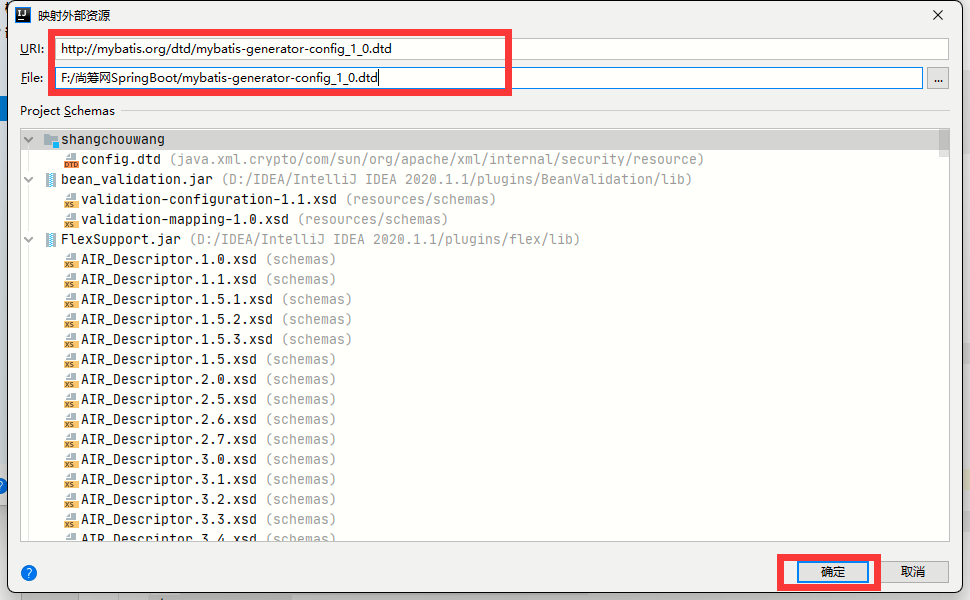 映射外部资源
URI: http://mybatis.org/dtd/mybatis-generator-config_1_0.dtd
File: F:/尚筹网SpringBoot/mybatis-generator-config_1_0.dtd ...
Project Schemas
shangchouwang
config.dtd (java.xml.crypto/com/sun/org/apache/xml/internal/security/resource)
bean_validation.jar (D:/IDEA/IntelliJ IDEA 2020.1.1/plugins/BeanValidation/lib)
validation-configuration-1.1.xsd (resources/schemas)
validation-mapping-1.0.xsd (resources/schemas)
FlexSupport.jar (D:/IDEA/IntelliJ IDEA 2020.1.1/plugins/flex/lib)
AIR_Descriptor.1.0.xsd (schemas)
AIR_Descriptor.1.1.xsd (schemas)
AIR_Descriptor.1.5.1.xsd (schemas)
AIR_Descriptor.1.5.2.xsd (schemas)
AIR_Descriptor.1.5.3.xsd (schemas)
AIR_Descriptor.1.5.xsd (schemas)
AIR_Descriptor.2.0.xsd (schemas)
AIR_Descriptor.2.5.xsd (schemas)
AIR_Descriptor.2.6.xsd (schemas)
AIR_Descriptor.2.7.xsd (schemas)
AIR_Descriptor.3.0.xsd (schemas)
AIR_Descriptor.3.1.xsd (schemas)
AIR_Descriptor.3.2.xsd (schemas)
AIR_Descriptor.3.3.xsd (schemas)
AIR_Descriptor.3.4.xsd (schemas)
确定 取消